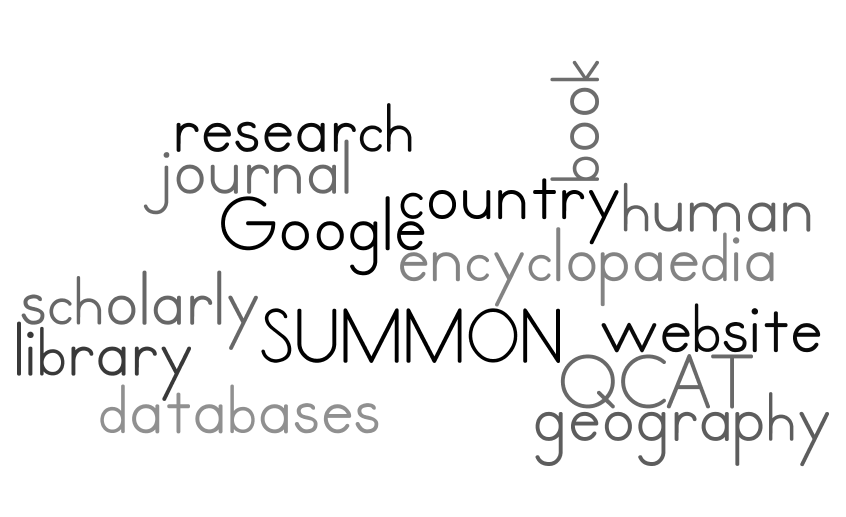 book
research
journal
country
human
Google
encyclopaedia
scholarly
SUMMON
website
library
QCAT
databases
geography